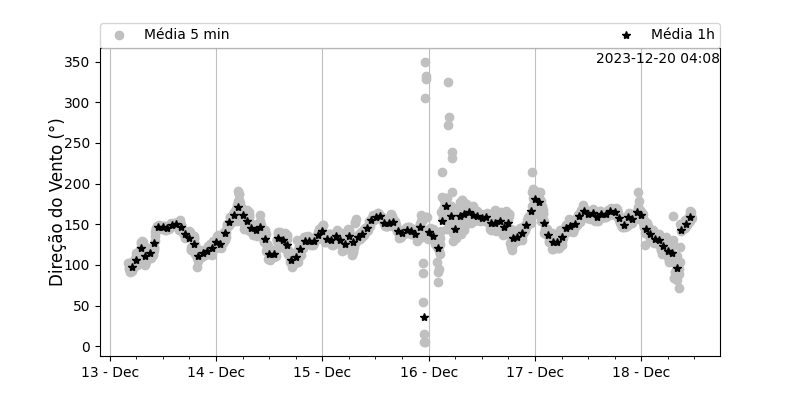 Média 5 min
Média 1h
2023-12-20 04:08
Direção do Vento (°)
350
300
250
200
150
100
50
0
13 - Dec
14 - Dec
15 - Dec
16 - Dec
17 - Dec
18 - Dec